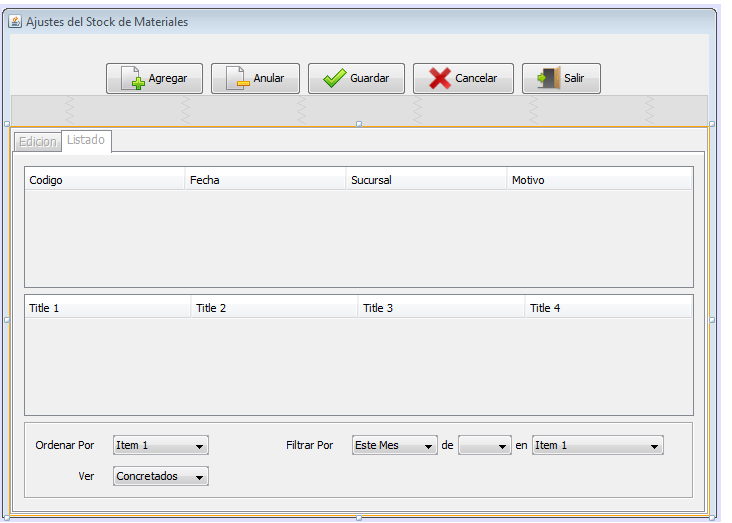 Ajustes del Stock de Materiales
Agregar Anular Guardar Cancelar Salir
Edicion Listado
Codigo Fecha Sucursal Motivo
Title 1 Title 2 Title 3 Title 4
Ordenar Por Item 1 Filtrar Por Este Mes de en Item 1
Ver Concretados